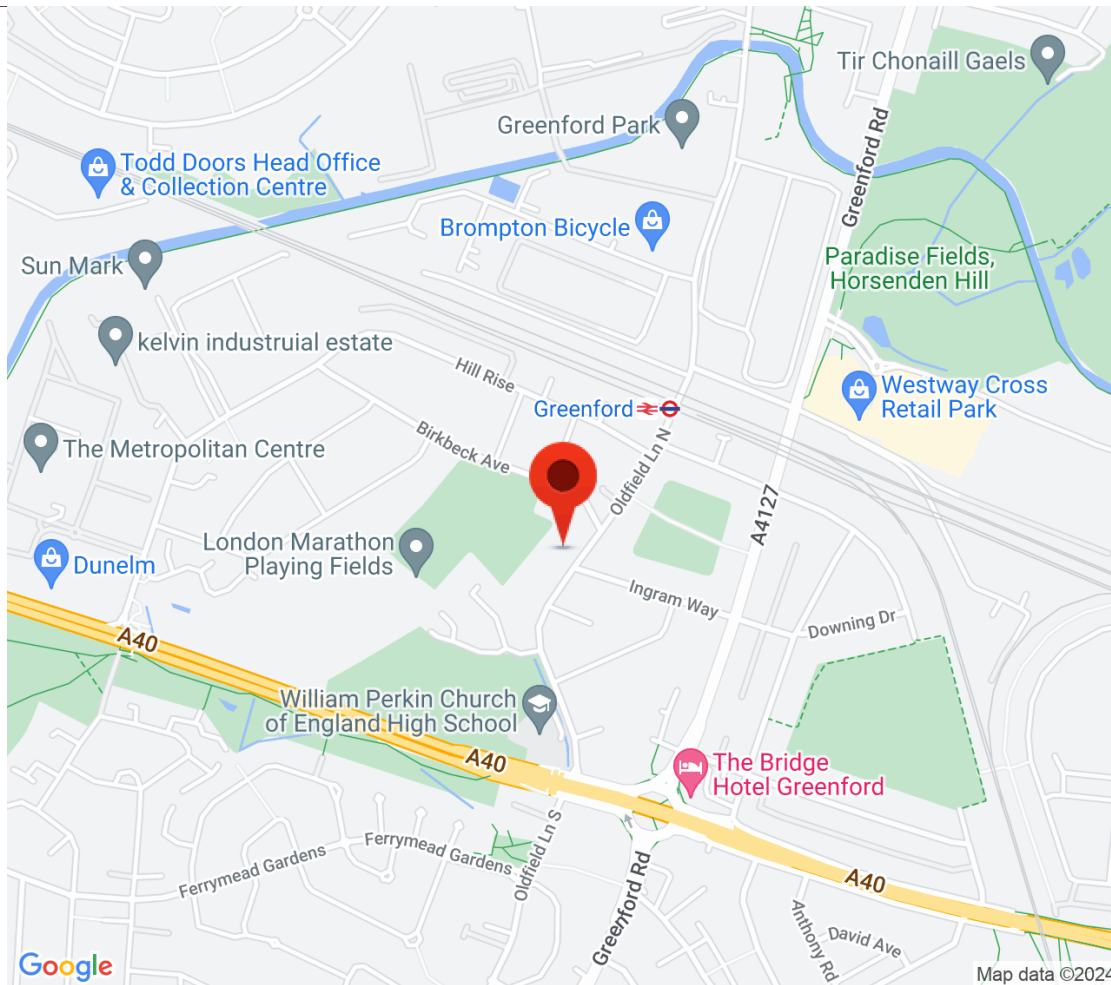 Tir Chonaill Gaels
Greenford Park
Greenford Rd
Todd Doors Head Office
& Collection Centre
Brompton Bicycle
Sun Mark
Paradise Fields,
Horsenden Hill
kelvin industruial estate
Hill Rise
Westway Cross
Retail Park
Greenford
Birkbeck Ave
Oldfield Ln N
The Metropolitan Centre
A4127
London Marathon
Playing Fields
Dunelm
Ingram Way
Downing Dr
A40
William Perkin Church
of England High School
A40
The Bridge
Hotel Greenford
Oldfield Ln S
Ferrymead Gardens
Ferrymead Gardens
Greenford Rd
A40
Anthony Rd
David Ave
Google
Map data ©2024